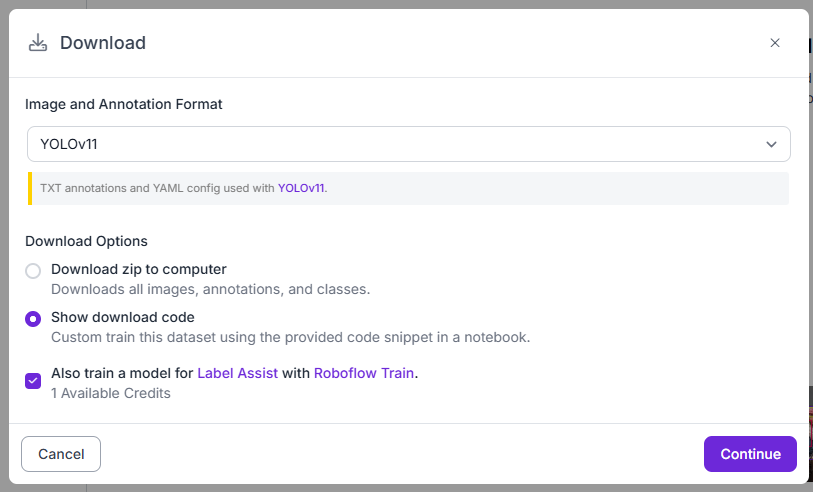 Download
Image and Annotation Format
YOLOv11
TXT annotations and YAML config used with YOLOv11.
Download Options
Download zip to computer
Downloads all images, annotations, and classes.
Show download code
Custom train this dataset using the provided code snippet in a notebook.
Also train a model for Label Assist with Roboflow Train.
1 Available Credits
Cancel
Continue